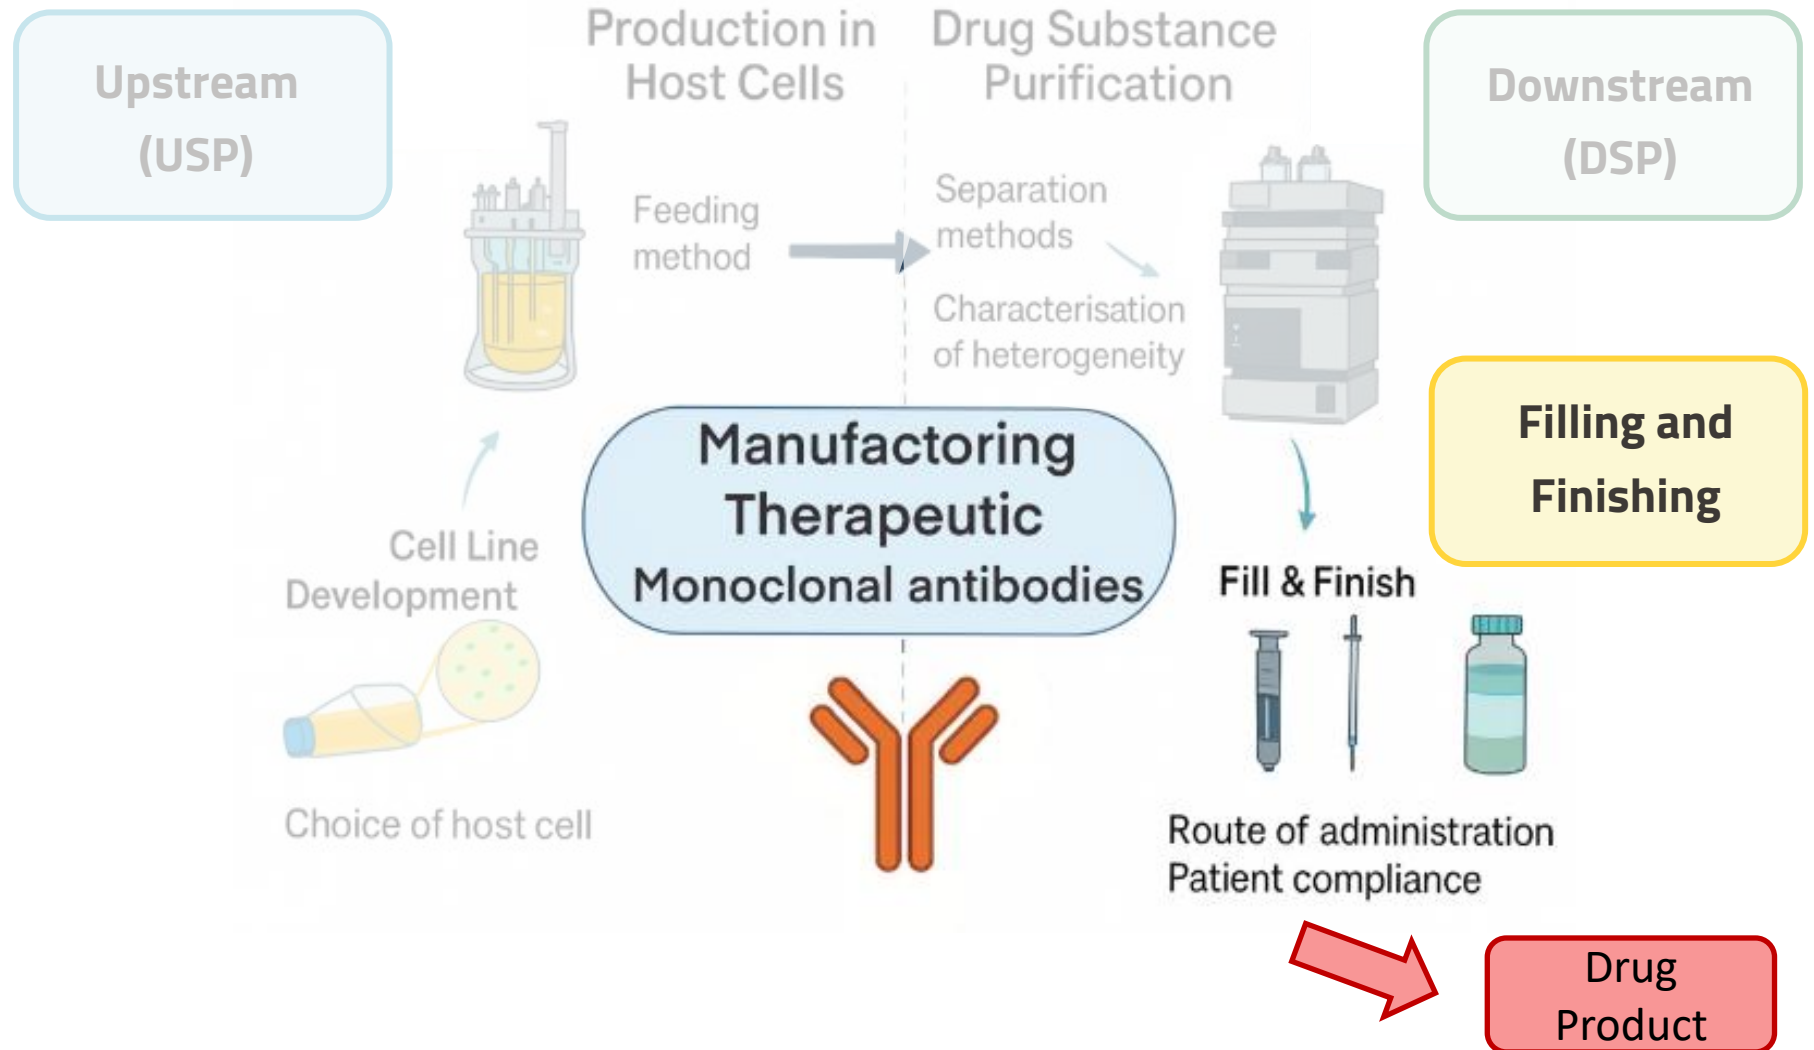 Upstream
(USP)
Production in
Host Cells
Drug Substance
Purification
Downstream
(DSP)
Feeding
method
Separation
methods
Characterisation
of heterogeneity
Filling and
Finishing
Manufactoring
Therapeutic
Monoclonal antibodies
Cell Line
Development
Choice of host cell
Fill & Finish
Route of administration
Patient compliance
Drug
Product